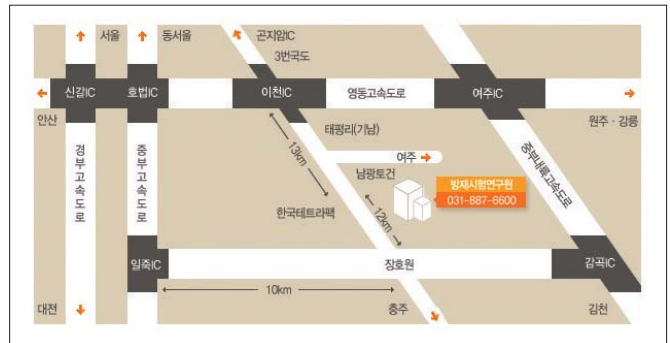 서울
동서울
곤지암IC
3번국도
신갈IC
호법IC
이천IC
영동고속도로
여주IC
안산
원주 · 강릉
태평리(기남)
경부고속도로
중부고속도로
여주
중부내륙고속도로
13km
남광토건
방재시험연구원
031-887-6600
한국테트라팩
12km
일죽IC
장호원
감곡IC
10km
대전
충주
김천